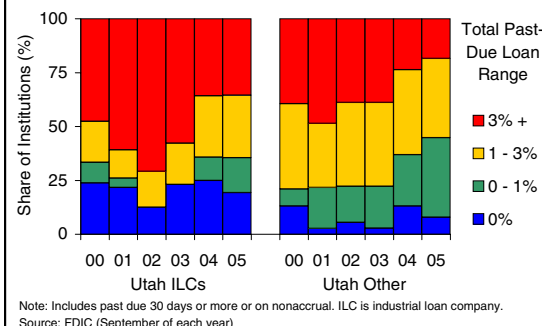 100
75
50
25
0
Share of Institutions (%)
00 01 02 03 04 05
00 01 02 03 04 05
Utah ILCs
Utah Other
Total Past-
Due Loan
Range
3% +
1 - 3%
0 - 1%
0%
Note: Includes past due 30 days or more or on nonaccrual. ILC is industrial loan company.
Source: FDIC (September of each year)